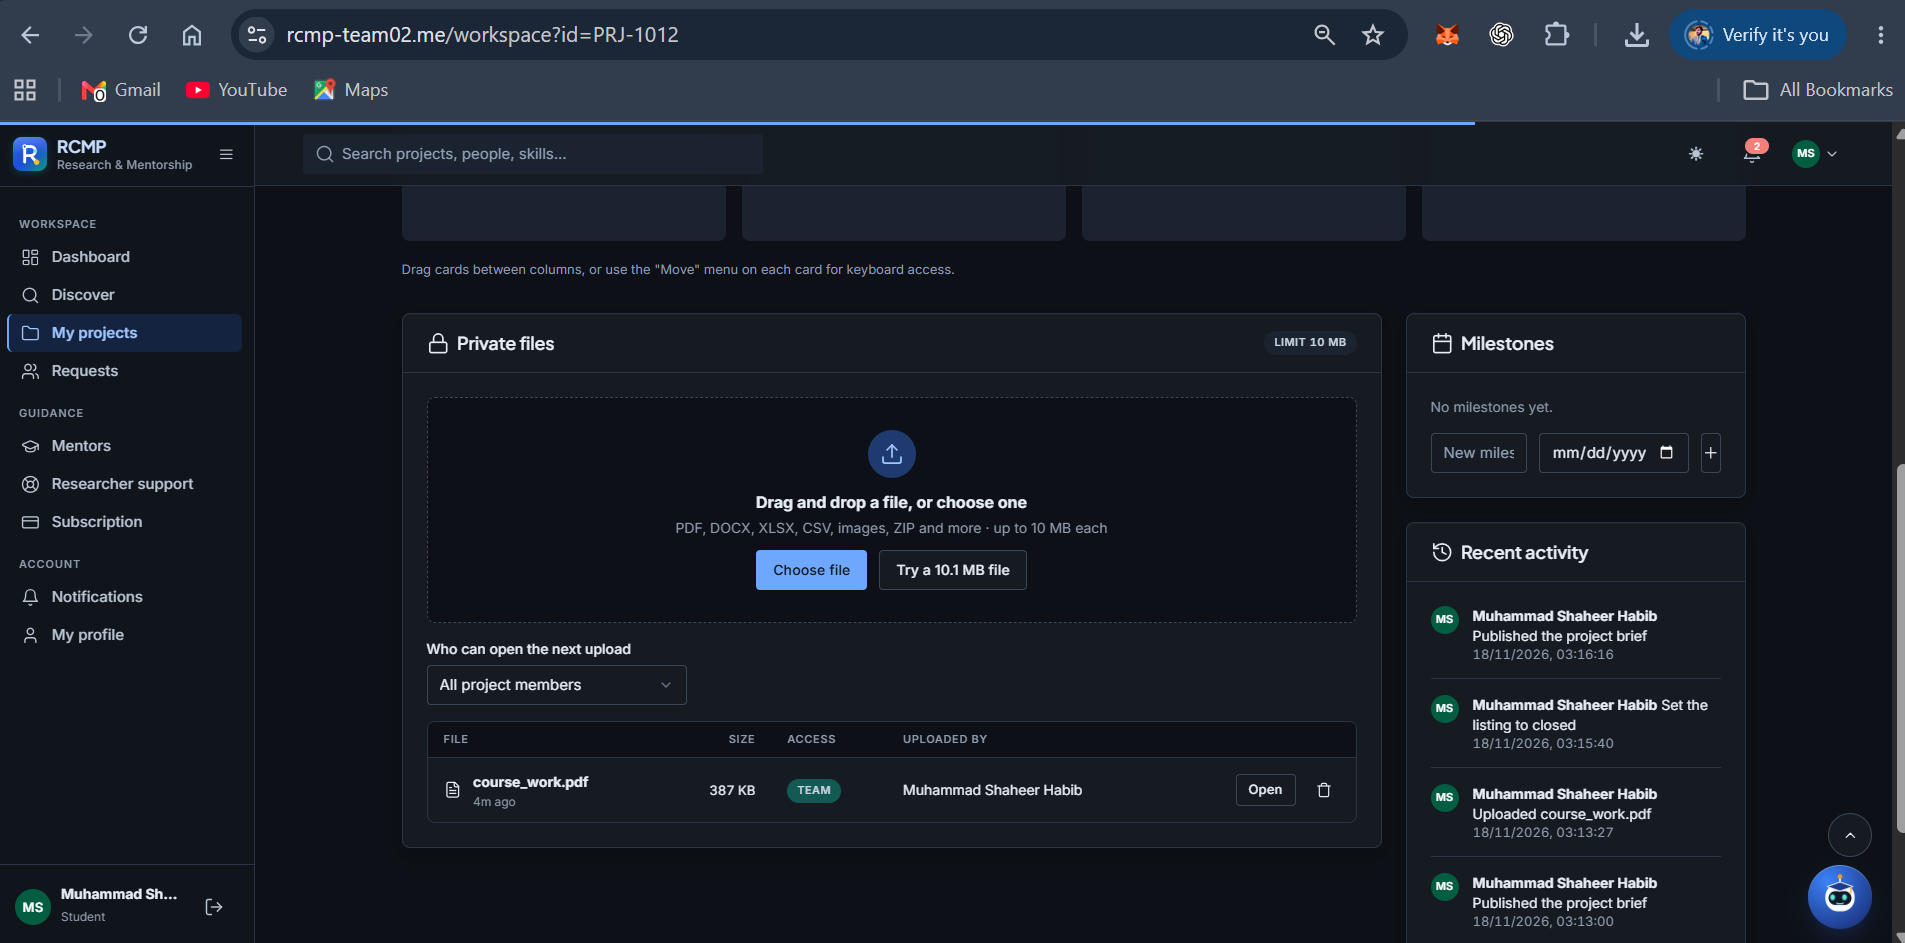 rcmp-team02.me/workspace?id=PRJ-1012
Verify it's you
Gmail
YouTube
Maps
All Bookmarks
RCMP
Research & Mentorship
Search projects, people, skills...
2
MS
WORKSPACE
Dashboard
Discover
My projects
Requests
GUIDANCE
Mentors
Researcher support
Subscription
ACCOUNT
Notifications
My profile
MS
Muhammad Sh...
Student
Drag cards between columns, or use the "Move" menu on each card for keyboard access.
Private files
LIMIT 10 MB
Drag and drop a file, or choose one
PDF, DOCX, XLSX, CSV, images, ZIP and more · up to 10 MB each
Choose file
Try a 10.1 MB file
Who can open the next upload
All project members
FILE SIZE ACCESS UPLOADED BY
course_work.pdf
4m ago
387 KB
TEAM
Muhammad Shaheer Habib
Open
Milestones
No milestones yet.
New miles
mm/dd/yyyy
+
Recent activity
MS
Muhammad Shaheer Habib
Published the project brief
18/11/2026, 03:16:16
MS
Muhammad Shaheer Habib Set the
listing to closed
18/11/2026, 03:15:40
MS
Muhammad Shaheer Habib
Uploaded course_work.pdf
18/11/2026, 03:13:27
MS
Muhammad Shaheer Habib
Published the project brief
18/11/2026, 03:13:00